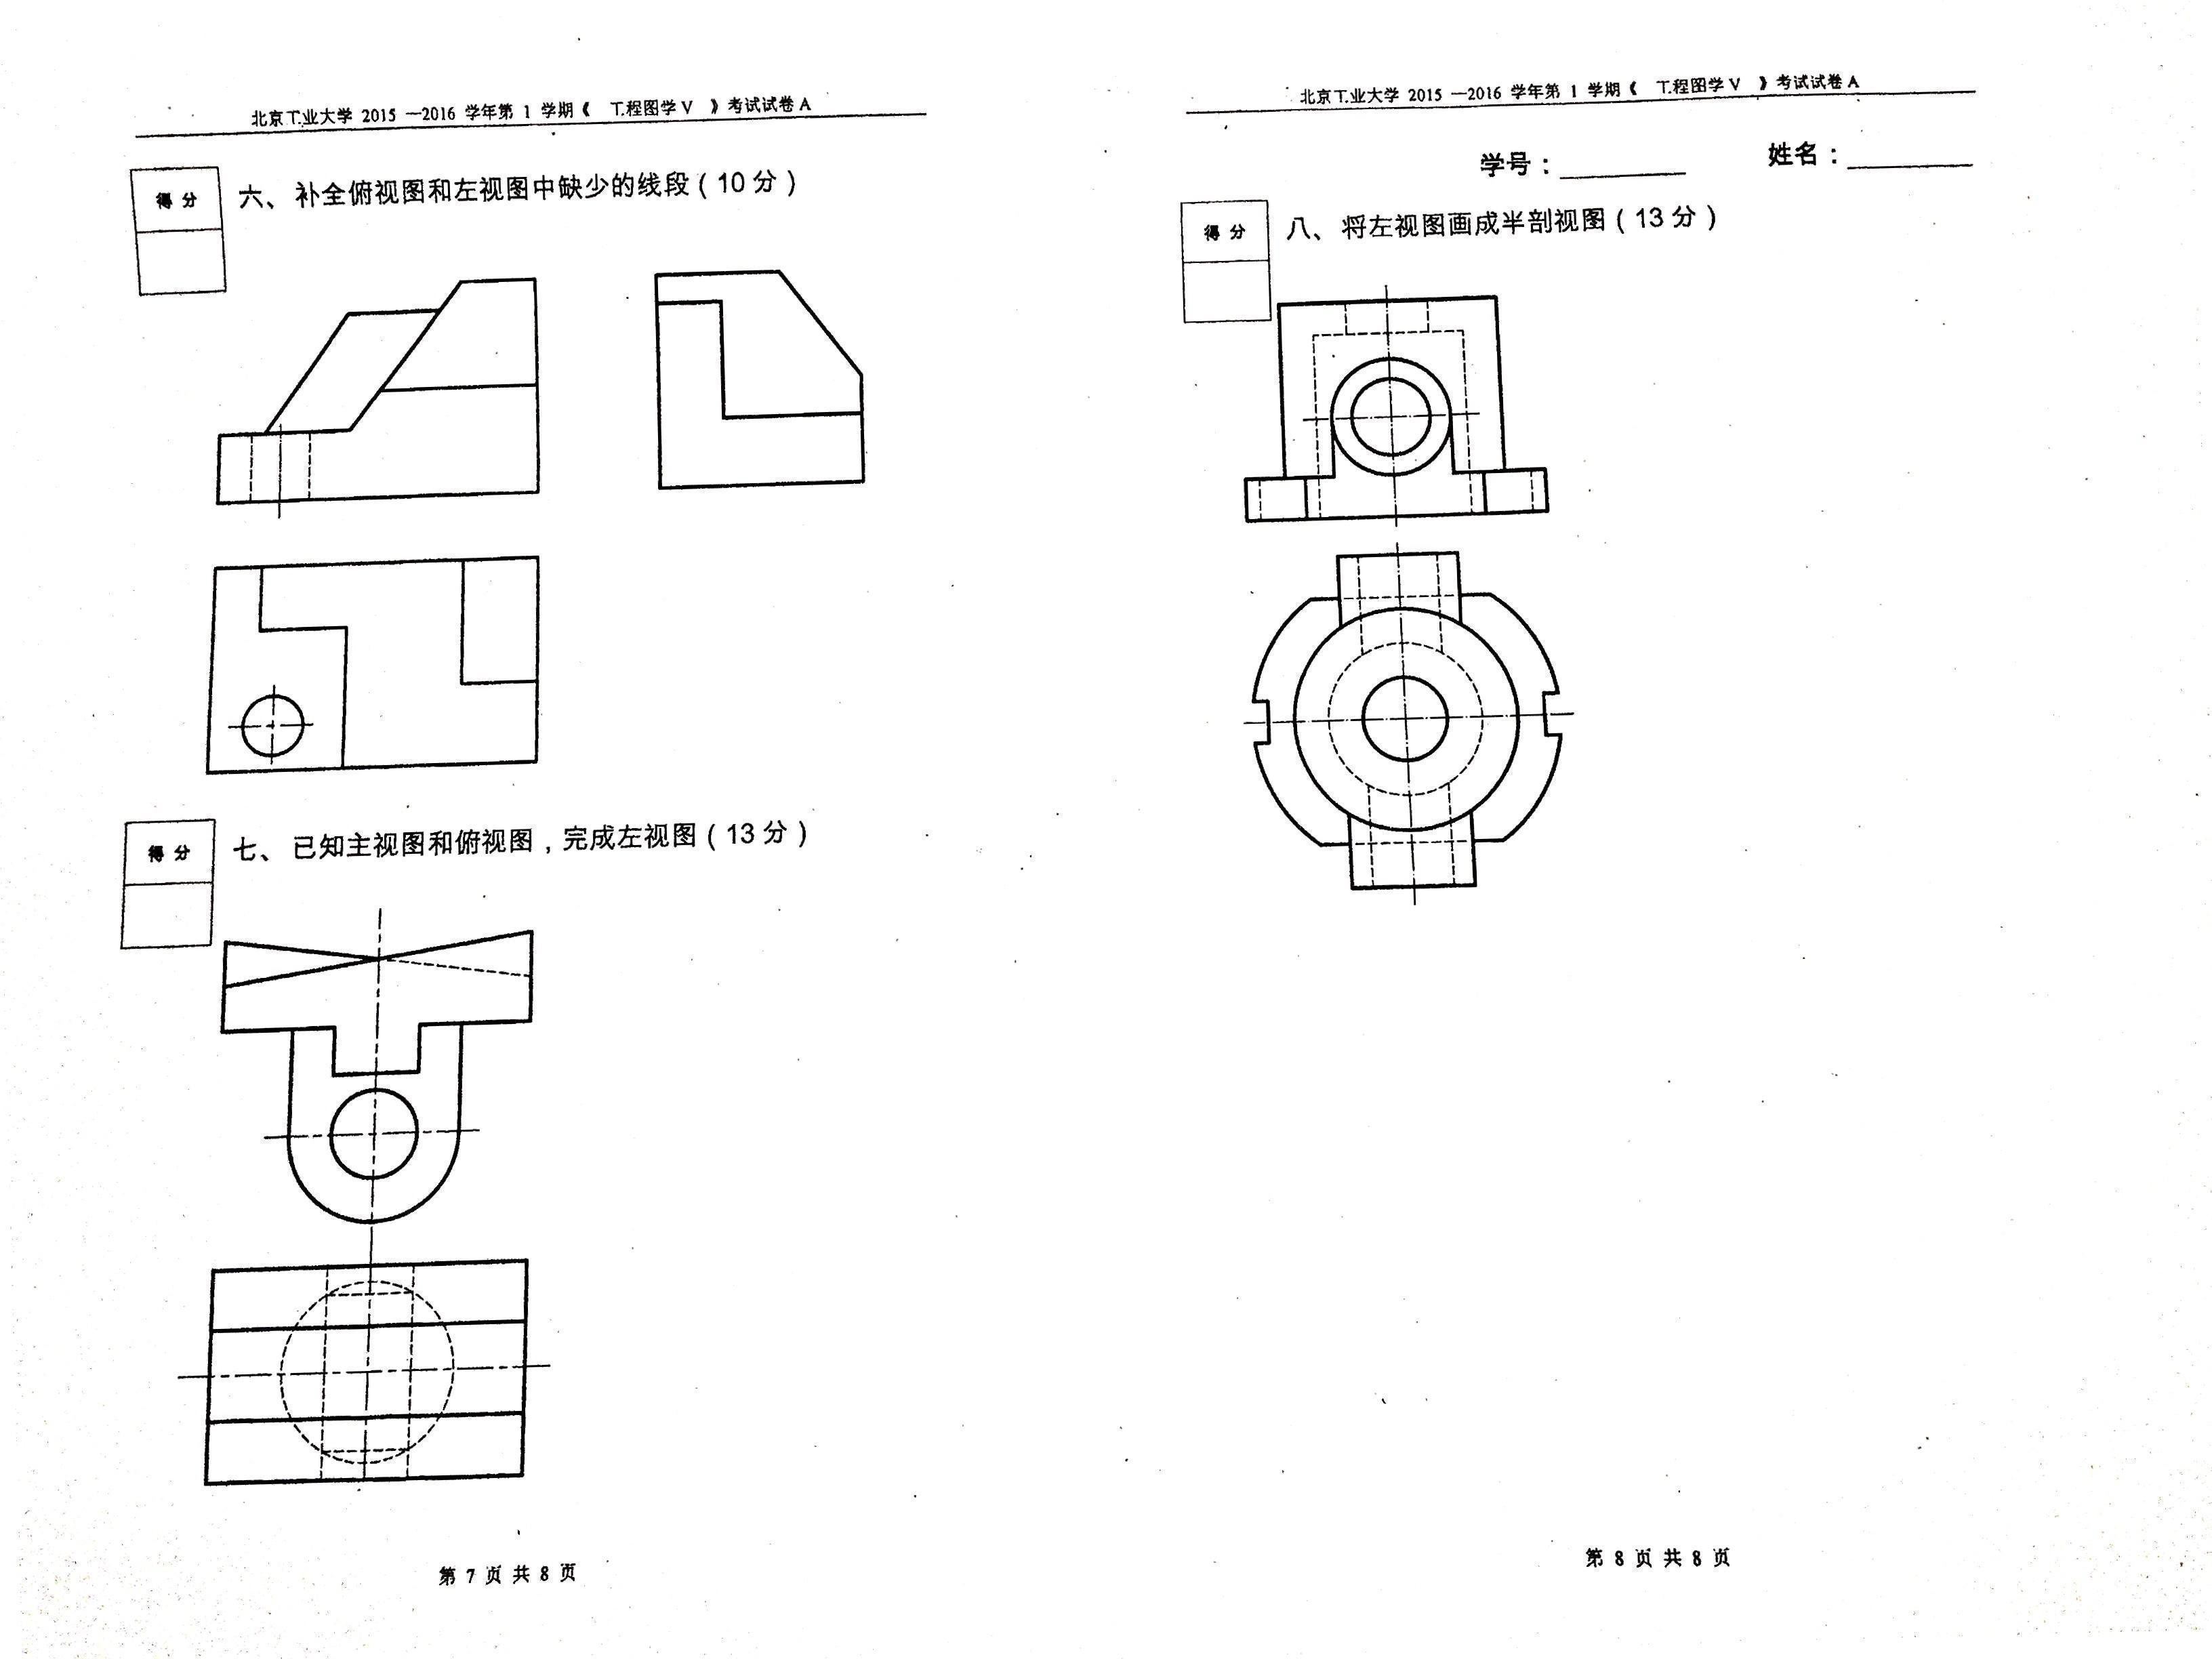 北京工业大学 2015 —2016 学年第 1 学期《 工程图学 V 》考试试卷 A
得 分
六、 补全俯视图和左视图中缺少的线段（10 分）
得 分
七、 已知主视图和俯视图，完成左视图（13 分）
第 7 页 共 8 页
北京工业大学 2015 —2016 学年第 1 学期《 工程图学 V 》考试试卷 A
学号：________ 姓名：________
得 分
八、 将左视图画成半剖视图（13 分）
第 8 页 共 8 页